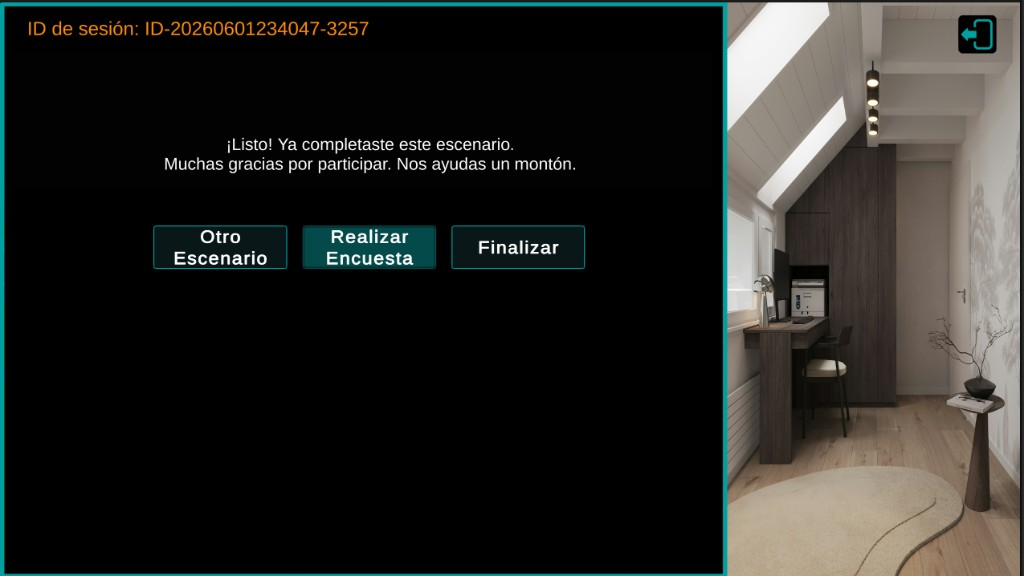 ID de sesión: ID-20260601234047-3257
¡Listo! Ya completaste este escenario.
Muchas gracias por participar. Nos ayudas un montón.
Otro
Escenario
Realizar
Encuesta
Finalizar